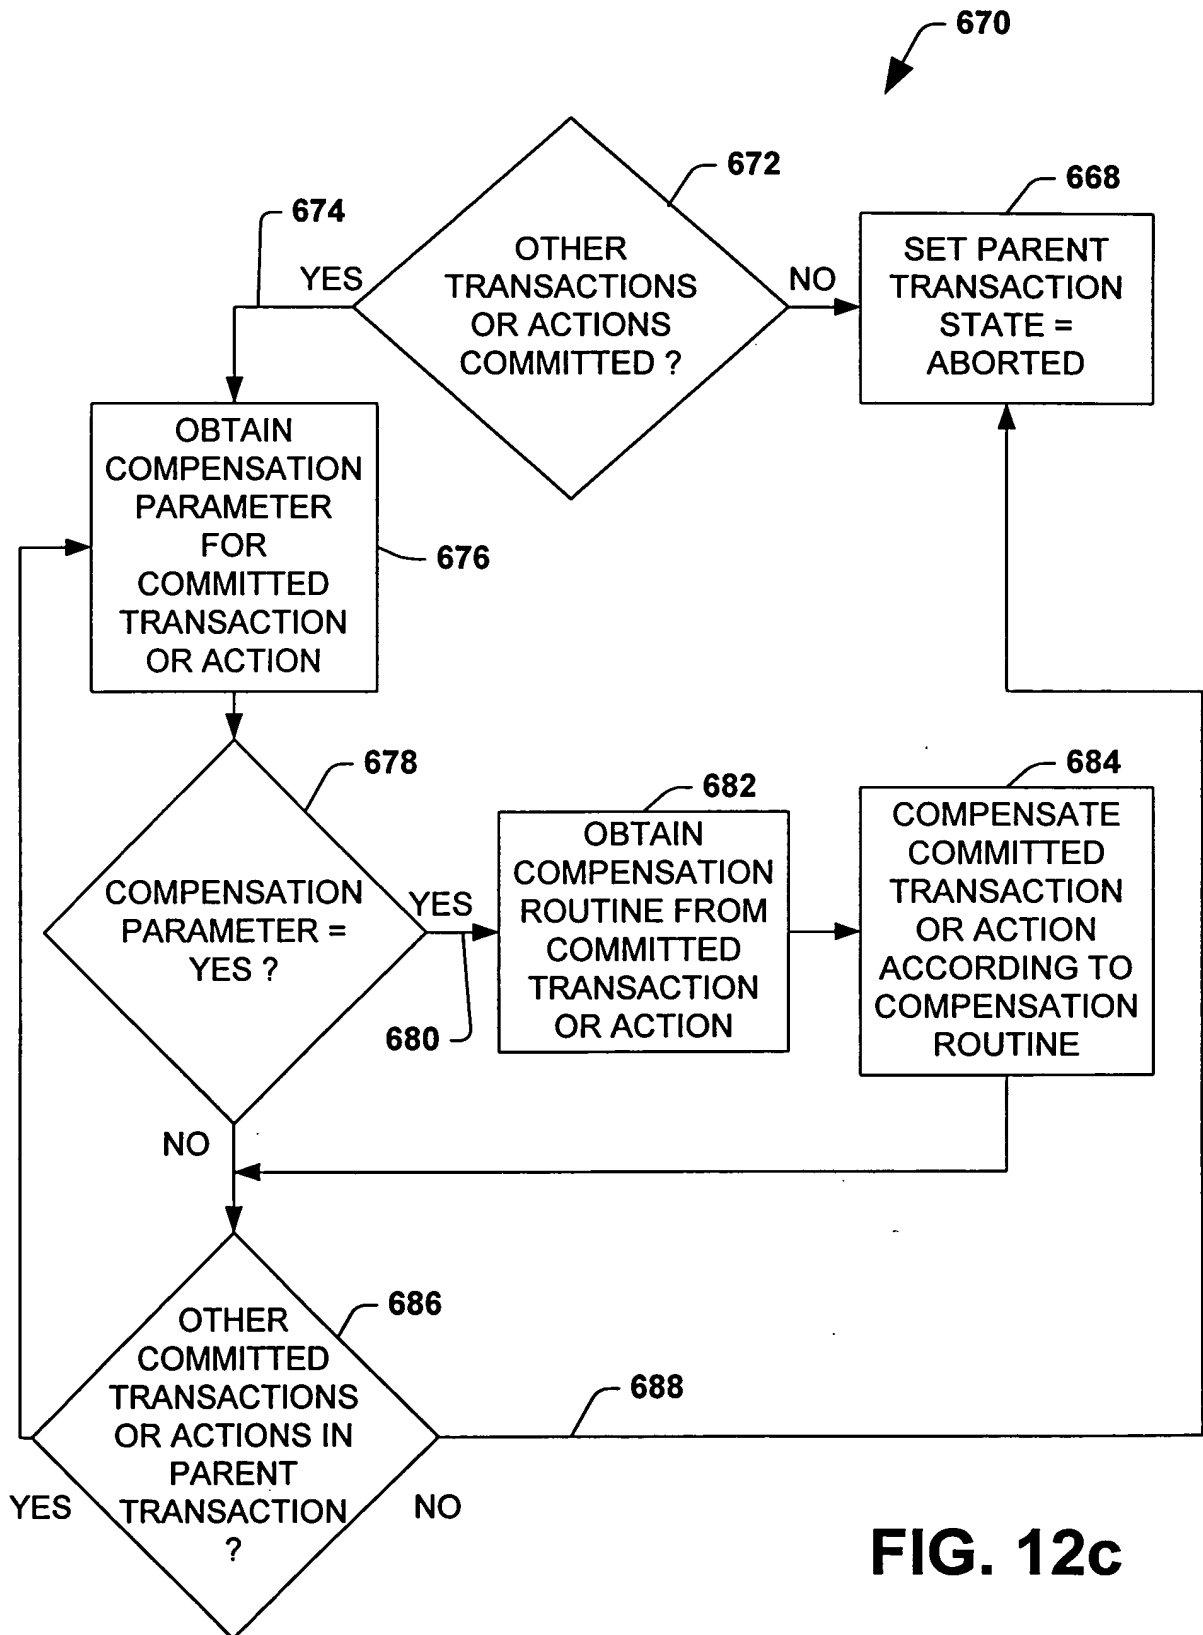 670
672
OTHER
TRANSACTIONS
OR ACTIONS
COMMITTED ?
674
YES
NO
668
SET PARENT
TRANSACTION
STATE =
ABORTED
OBTAIN
COMPENSATION
PARAMETER
FOR
COMMITTED
TRANSACTION
OR ACTION
676
678
COMPENSATION
PARAMETER =
YES ?
YES
680
NO
682
OBTAIN
COMPENSATION
ROUTINE FROM
COMMITTED
TRANSACTION
OR ACTION
684
COMPENSATE
COMMITTED
TRANSACTION
OR ACTION
ACCORDING TO
COMPENSATION
ROUTINE
686
OTHER
COMMITTED
TRANSACTIONS
OR ACTIONS IN
PARENT
TRANSACTION
?
YES
NO
688
FIG. 12c